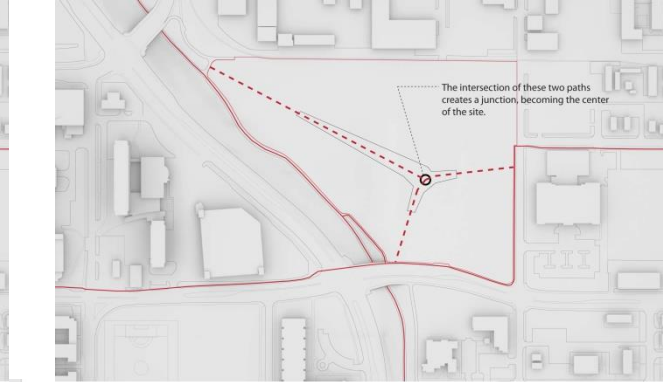 The intersection of these two paths
creates a junction, becoming the center
of the site.